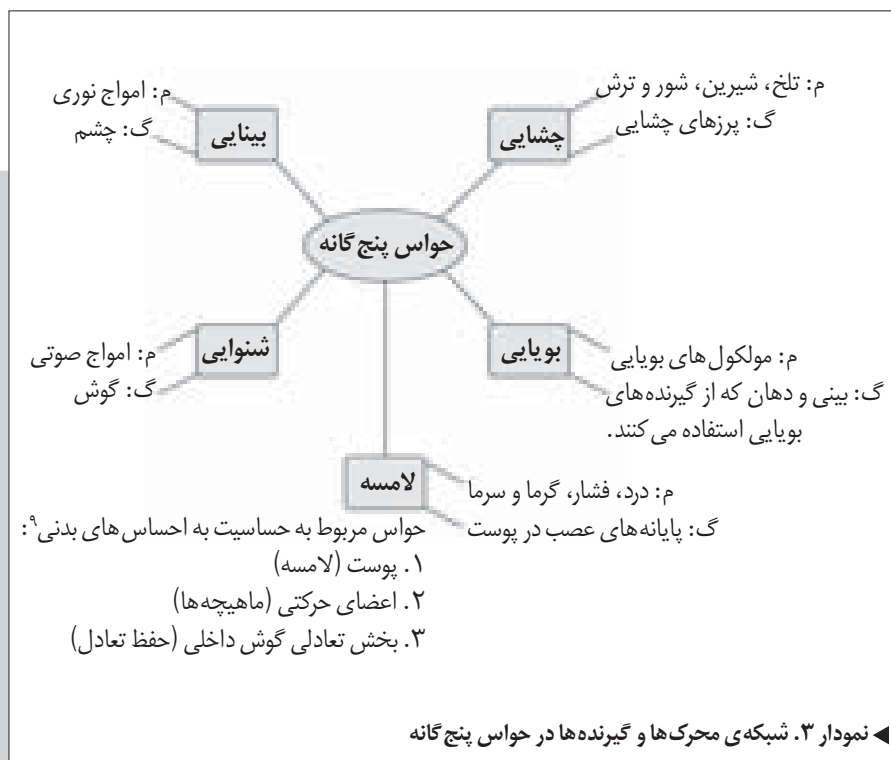 م: تلخ، شیرین، شور و ترش
گ: پرزهای چشایی
چشایی
م: امواج نوری
گ: چشم
بینایی
حواس پنج‌گانه
بویایی
م: مولکول‌های بویایی
گ: بینی و دهان که از گیرنده‌های
بویایی استفاده می‌کنند.
شنوایی
م: امواج صوتی
گ: گوش
لامسه
م: درد، فشار، گرما و سرما
گ: پایانه‌های عصب در پوست
حواس مربوط به حساسیت به احساس‌های بدنی۹:
۱. پوست (لامسه)
۲. اعضای حرکتی (ماهیچه‌ها)
۳. بخش تعادلی گوش داخلی (حفظ تعادل)
نمودار ۳. شبکه‌ی محرک‌ها و گیرنده‌ها در حواس پنج‌گانه